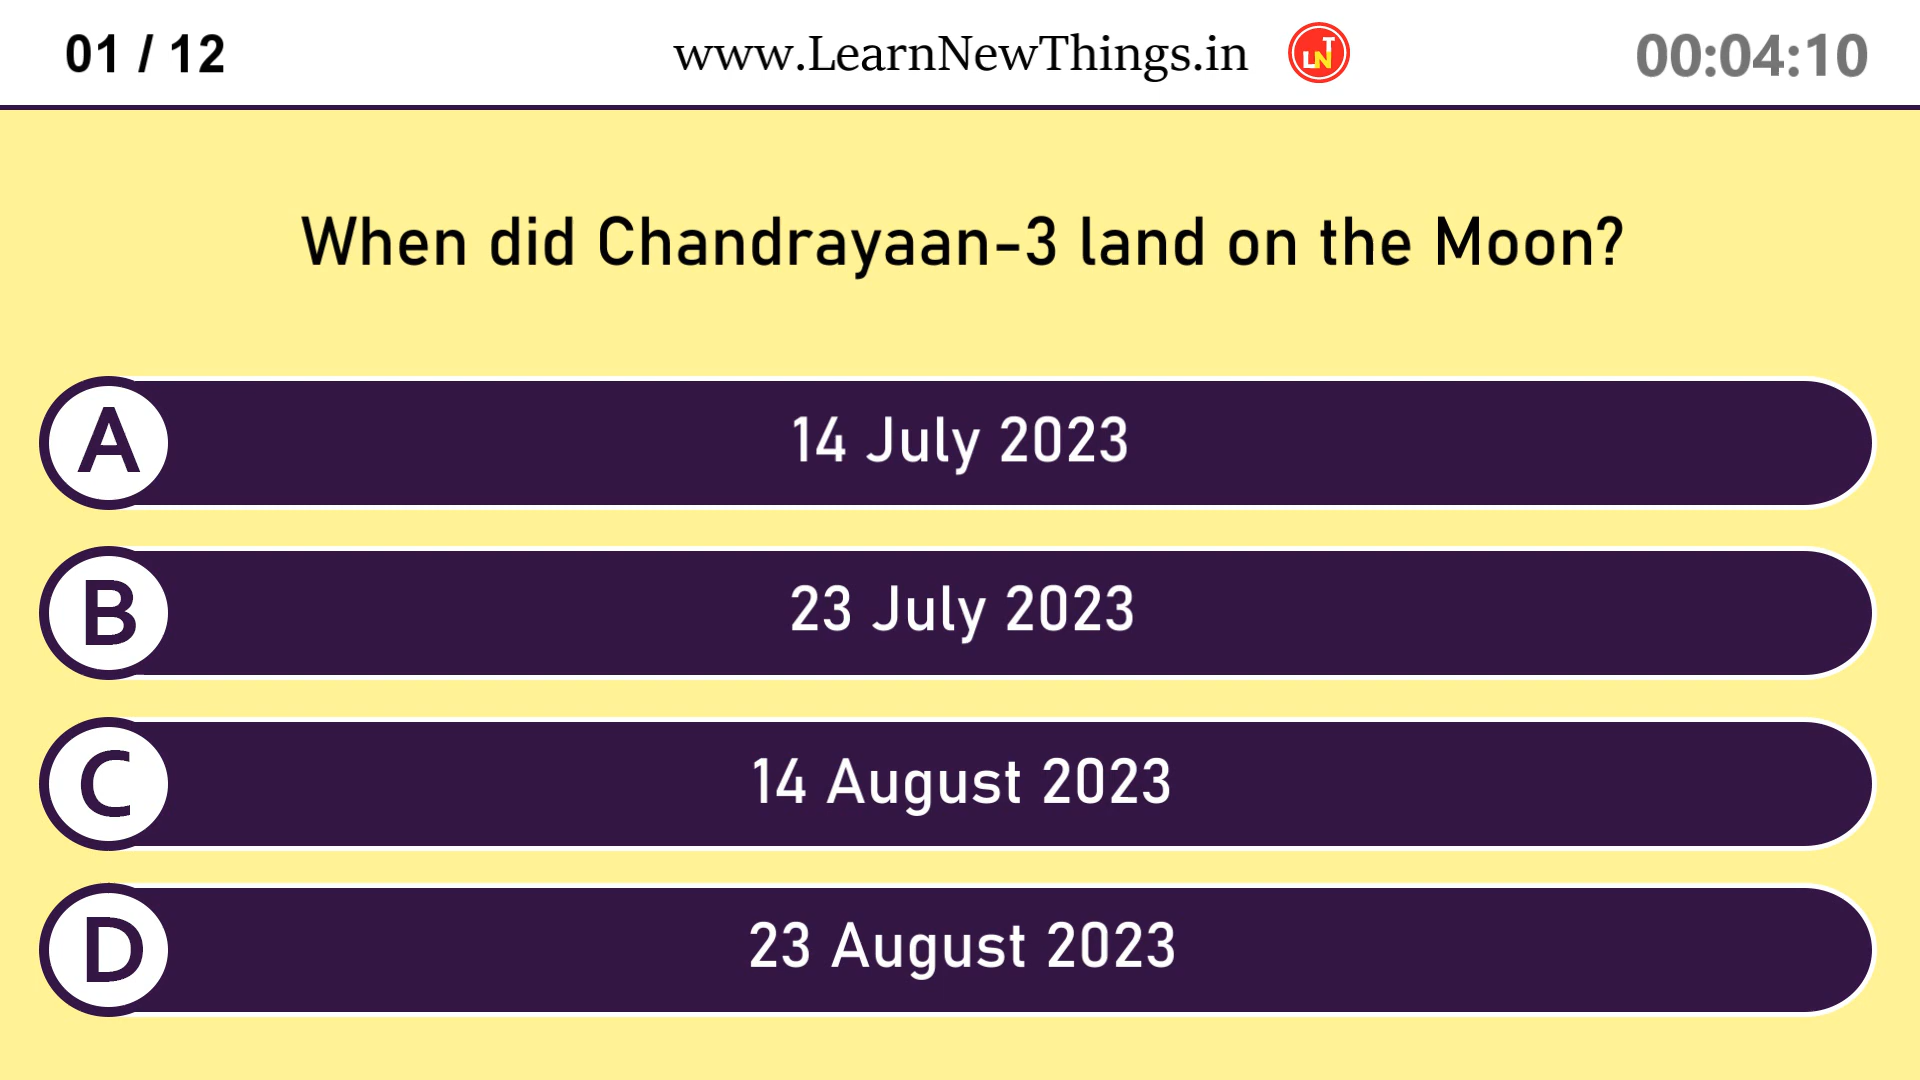 01 / 12
www.LearnNewThings.in
LNT
00:04:10
When did Chandrayaan-3 land on the Moon?
A
14 July 2023
B
23 July 2023
C
14 August 2023
D
23 August 2023